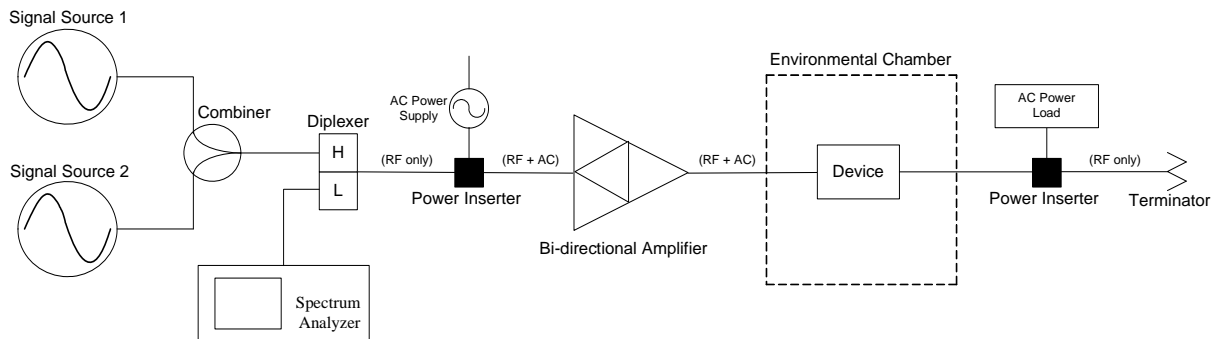 Signal Source 1
Combiner
Signal Source 2
Diplexer
H
L
Spectrum
Analyzer
AC Power
Supply
(RF only)
Power Inserter
(RF + AC)
Bi-directional Amplifier
(RF + AC)
Environmental Chamber
Device
AC Power
Load
Power Inserter
(RF only)
Terminator